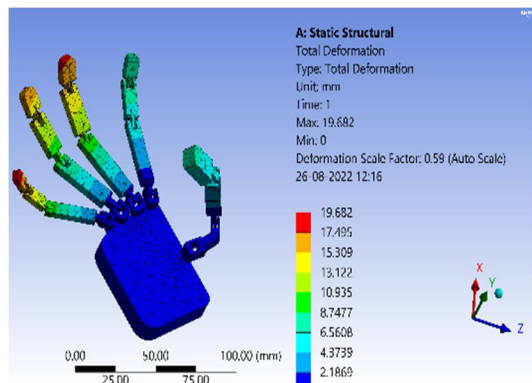 A: Static Structural
Total Deformation
Type: Total Deformation
Unit: mm
Time: 1
Max: 19.682
Min: 0
Deformation Scale Factor: 0.59 (Auto Scale)
26-08-2022 12:16
19.682
17.495
15.309
13.122
10.935
8.7477
6.5608
4.3739
2.1869
X
Y
Z
0.00
50.00
100.00 (mm)
25.00
75.00